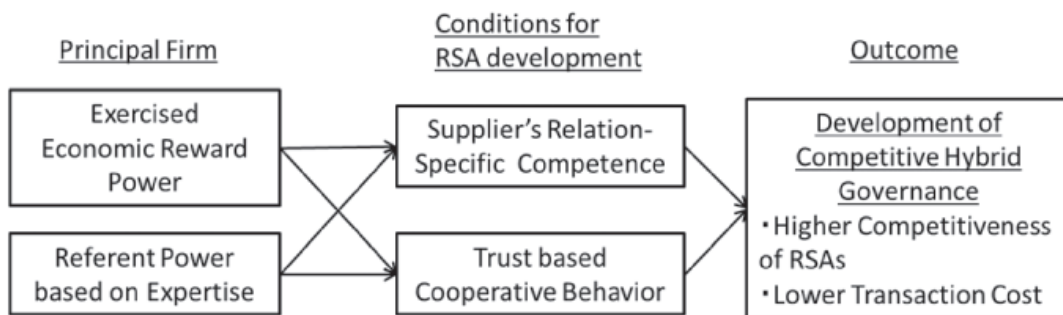 Principal Firm
Conditions for
RSA development
Outcome
Exercised
Economic Reward
Power
Referent Power
based on Expertise
Supplier's Relation-
Specific Competence
Trust based
Cooperative Behavior
Development of
Competitive Hybrid
Governance
・Higher Competitiveness
of RSAs
・Lower Transaction Cost